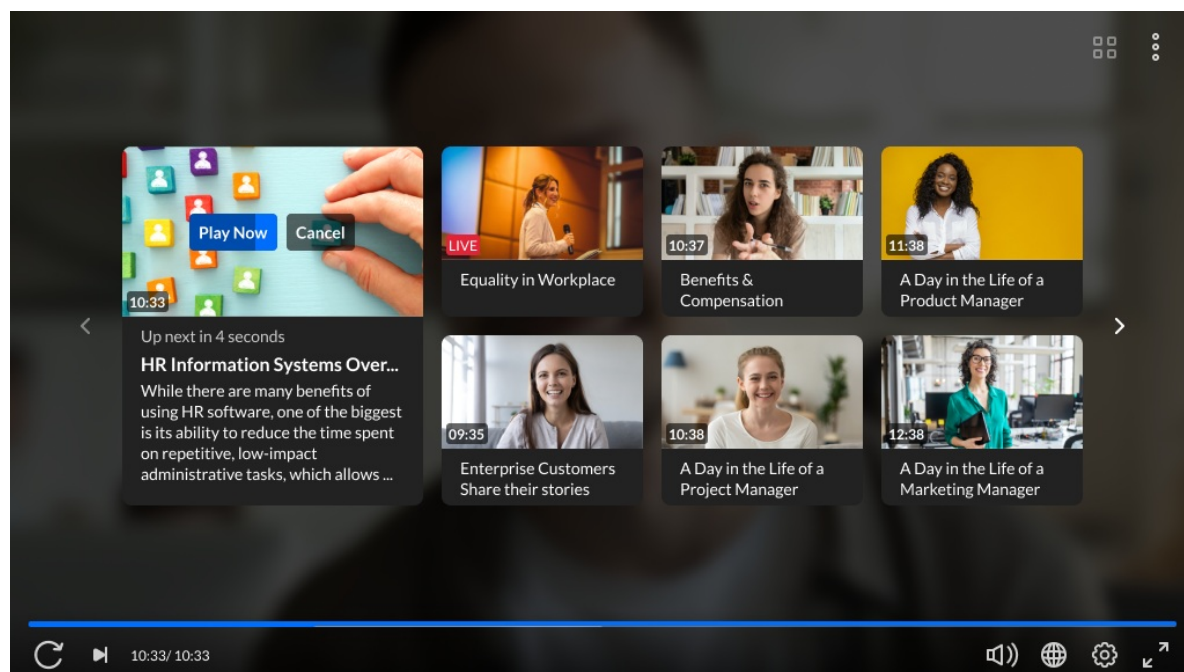 Play Now
Cancel
10:33
Up next in 4 seconds
HR Information Systems Over...
While there are many benefits of
using HR software, one of the biggest
is its ability to reduce the time spent
on repetitive, low-impact
administrative tasks, which allows ...
LIVE
Equality in Workplace
10:37
Benefits &
Compensation
11:38
A Day in the Life of a
Product Manager
09:35
Enterprise Customers
Share their stories
10:38
A Day in the Life of a
Project Manager
12:38
A Day in the Life of a
Marketing Manager
10:33/ 10:33